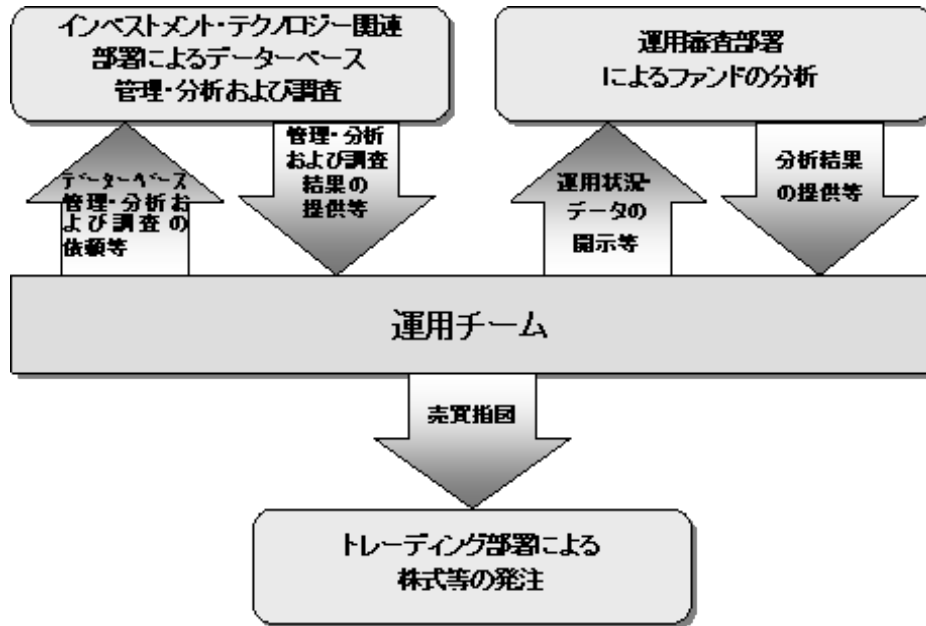 インベストメント・テクノロジー関連
部署によるデーターベース
管理・分析および調査
運用審査部署
によるファンドの分析
データーベース
管理・分析お
よび調査の
依頼等
管理・分析
および調査
結果の
提供等
運用状況・
データの
開示等
分析結果
の提供等
運用チーム
売買指図
トレーディング部署による
株式等の発注